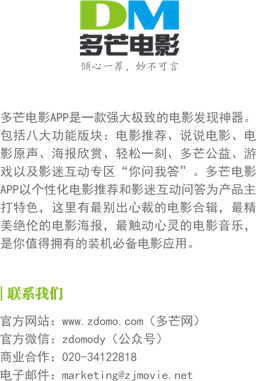 DM
多芒电影
倾心一荐，妙不可言
多芒电影APP是一款强大极致的电影发现神器。
包括八大功能版块：电影推荐、说说电影、电
影原声、海报欣赏、轻松一刻、多芒公益、游
戏以及影迷互动专区“你问我答”。多芒电影
APP以个性化电影推荐和影迷互动问答为产品主
打特色，这里有最别出心裁的电影合辑，最精
美绝伦的电影海报，最触动心灵的电影音乐，
是你值得拥有的装机必备电影应用。
联系我们
官方网站：www.zdomo.com（多芒网）
官方微信：zdomody（公众号）
商业合作：020-34122818
电子邮件：marketing@zjmovie.net